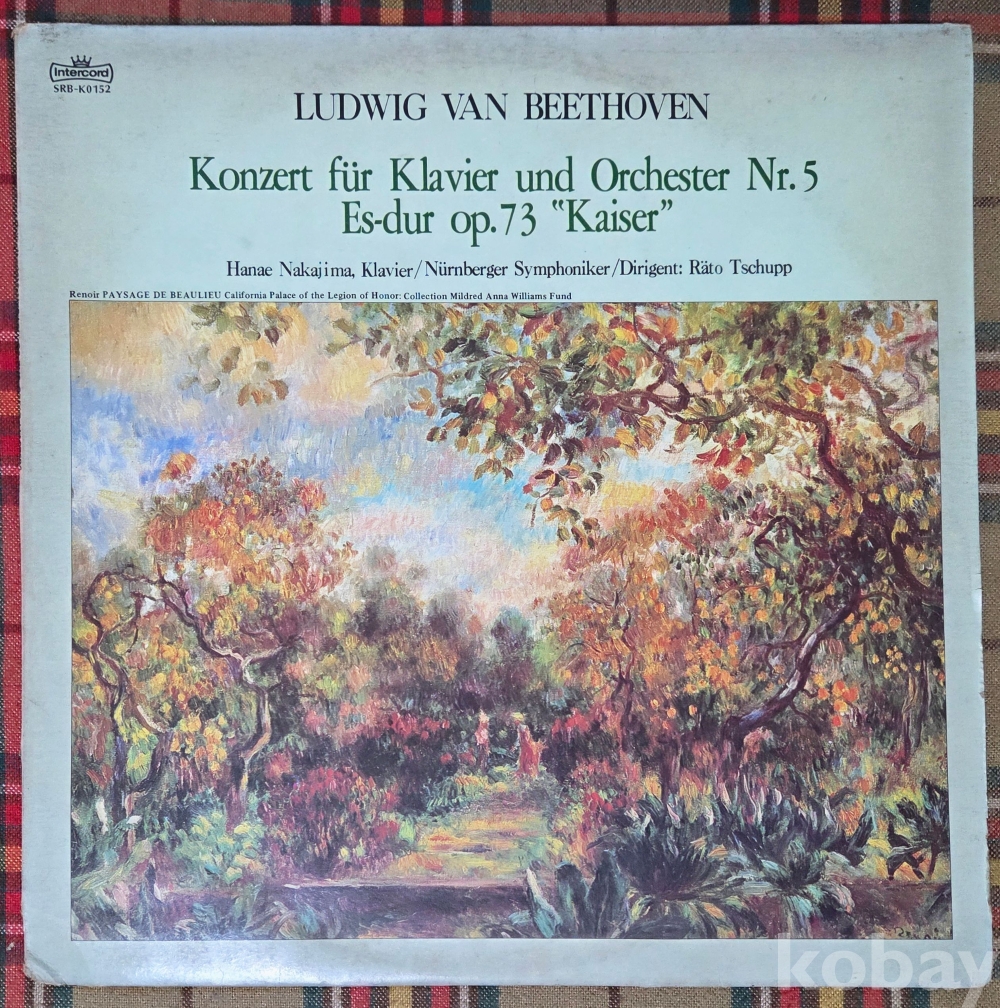 Intercord
SRB-K0152
LUDWIG VAN BEETHOVEN
Konzert für Klavier und Orchester Nr. 5
Es-dur op. 73 "Kaiser"
Hanae Nakajima, Klavier/Nürnberger Symphoniker/Dirigent: Räto Tschupp
Renoir PAYSAGE DE BEAULIEU California Palace of the Legion of Honor: Collection Mildred Anna Williams Fund
kobay